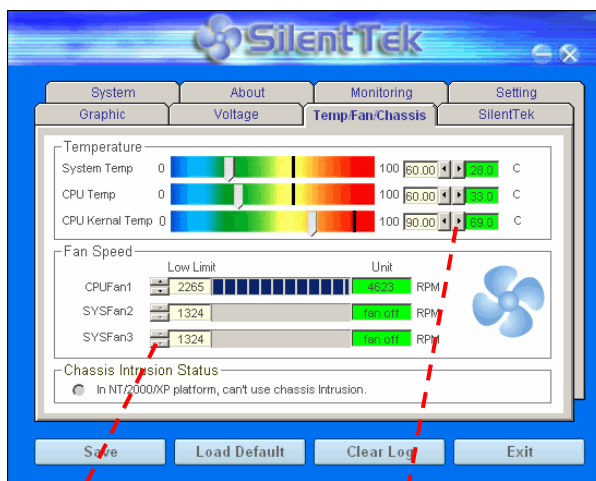 SilentTek
System About Monitoring Setting
Graphic Voltage Temp/Fan/Chassis SilentTek
Temperature
System Temp 0 100 60.00 28.0 C
CPU Temp 0 100 60.00 33.0 C
CPU Kernal Temp 0 100 90.00 69.0 C
Fan Speed
Low Limit Unit
CPUFan1 2265 4623 RPM
SYSFan2 1324 fan off RPM
SYSFan3 1324 fan off RPM
Chassis Intrusion Status
In NT/2000/XP platform, can't use chassis Intrusion.
Save Load Default Clear Log Exit